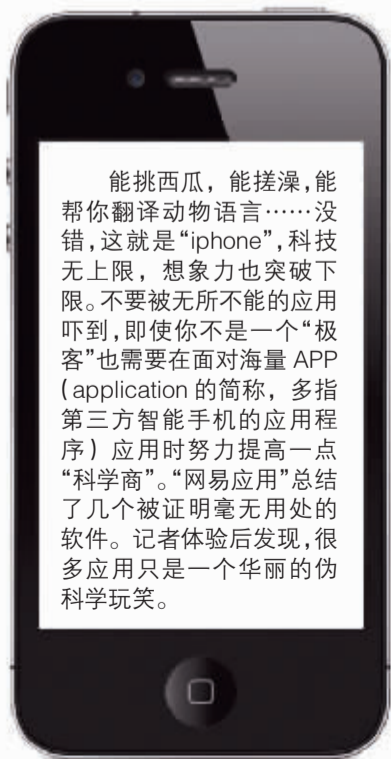 能挑西瓜，能搓澡，能
帮你翻译动物语言……没
错，这就是“iphone”，科技
无上限，想象力也突破下
限。不要被无所不能的应用
吓到，即使你不是一个“极
客”也需要在面对海量 APP
（application 的简称，多指
第三方智能手机的应用程
序）应用时努力提高一点
“科学商”。“网易应用”总结
了几个被证明毫无用处的
软件。记者体验后发现，很
多应用只是一个华丽的伪
科学玩笑。